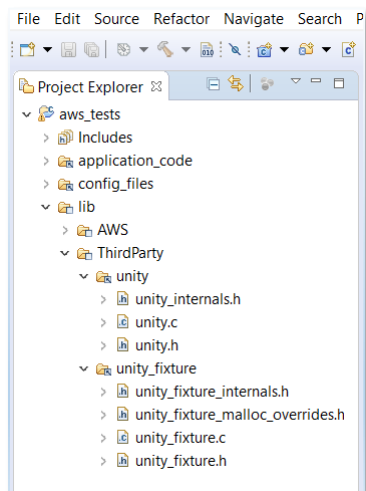 File Edit Source Refactor Navigate Search P
010
Project Explorer
aws_tests
Includes
application_code
config_files
lib
AWS
ThirdParty
unity
unity_internals.h
unity.c
unity.h
unity_fixture
unity_fixture_internals.h
unity_fixture_malloc_overrides.h
unity_fixture.c
unity_fixture.h